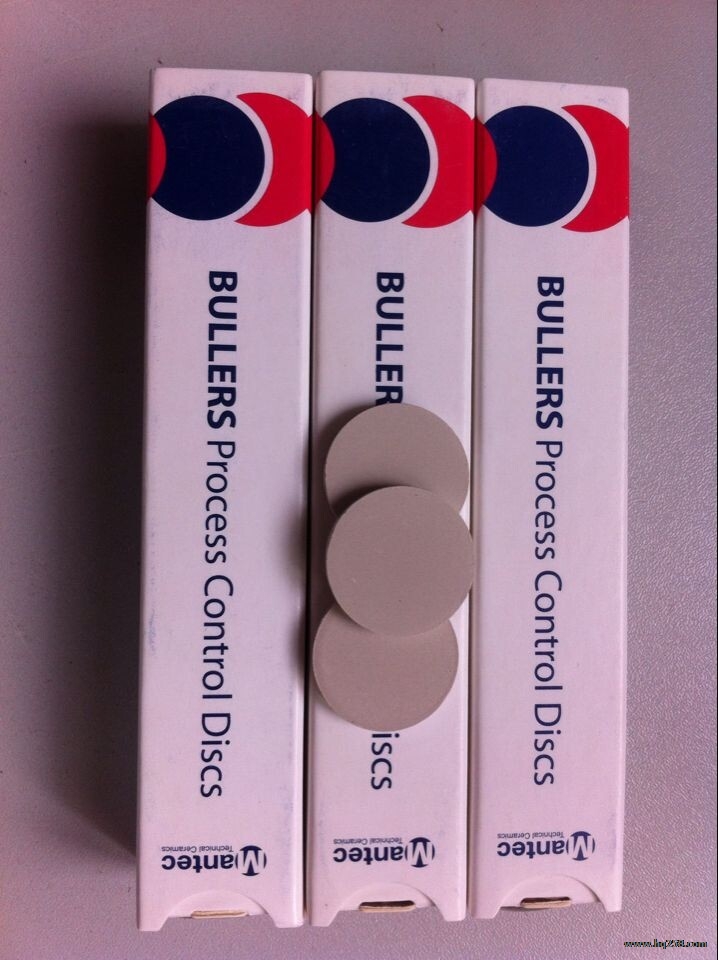 BULLERS Process Control Discs
Mantec
Technical Ceramics
BULLERS
iscs
Mantec
Technical Ceramics
BULLERS Process Control Discs
Mantec
Technical Ceramics